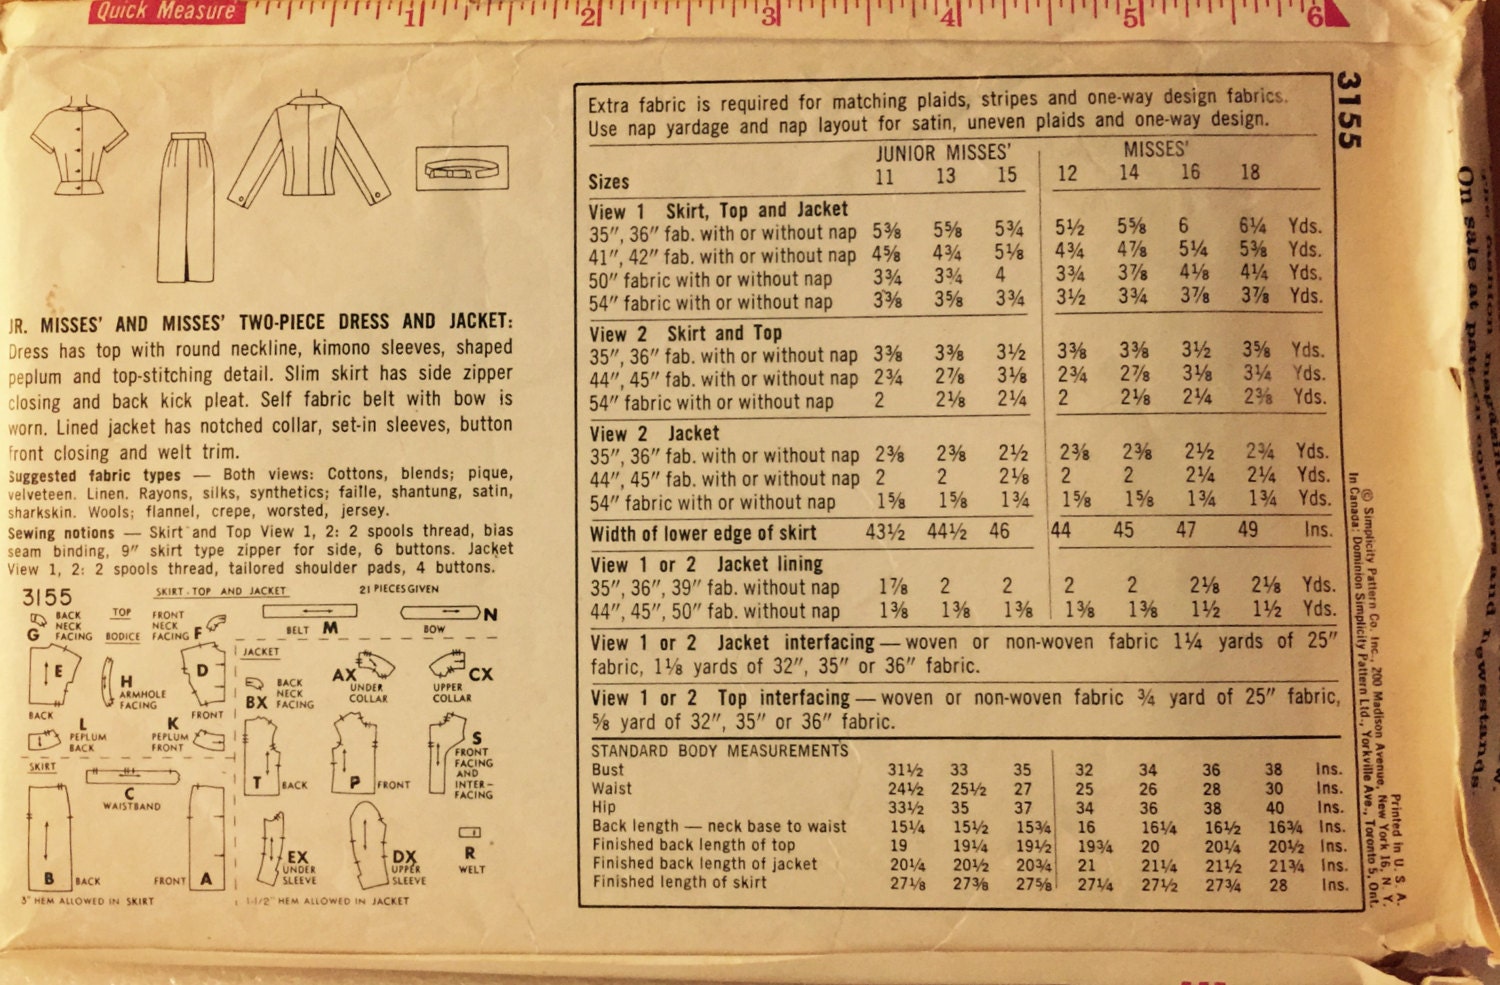 Quick Measure 1 2 3 4 5 6
JR. MISSES' AND MISSES' TWO-PIECE DRESS AND JACKET:
Dress has top with round neckline, kimono sleeves, shaped
peplum and top-stitching detail. Slim skirt has side zipper
closing and back kick pleat. Self fabric belt with bow is
worn. Lined jacket has notched collar, set-in sleeves, button
front closing and welt trim.
Suggested fabric types — Both views: Cottons, blends; pique,
velveteen. Linen. Rayons, silks, synthetics; faille, shantung, satin,
sharkskin. Wools; flannel, crepe, worsted, jersey.
Sewing notions — Skirt and Top View 1, 2: 2 spools thread, bias
seam binding, 9" skirt type zipper for side, 6 buttons. Jacket
View 1, 2: 2 spools thread, tailored shoulder pads, 4 buttons.
3155 SKIRT-TOP AND JACKET 21 PIECES GIVEN
G BACK NECK FACING
TOP
BODICE
FRONT NECK FACING F
BELT M
BOW N
E BACK
H ARMHOLE FACING
D FRONT
L PEPLUM BACK
K PEPLUM FRONT
SKIRT
C WAISTBAND
B BACK
FRONT A
3" HEM ALLOWED IN SKIRT
JACKET
BX BACK NECK FACING
AX UNDER COLLAR
CX UPPER COLLAR
T BACK
P FRONT
S FRONT FACING AND INTER-FACING
EX UNDER SLEEVE
DX UPPER SLEEVE
R WELT
1-1/2" HEM ALLOWED IN JACKET
Extra fabric is required for matching plaids, stripes and one-way design fabrics.
Use nap yardage and nap layout for satin, uneven plaids and one-way design.
JUNIOR MISSES' MISSES'
Sizes 11 13 15 12 14 16 18
View 1 Skirt, Top and Jacket
35", 36" fab. with or without nap 5⅜ 5⅝ 5¾ 5½ 5⅝ 6 6¼ Yds.
41", 42" fab. with or without nap 4⅝ 4¾ 5⅛ 4¾ 4⅞ 5¼ 5⅜ Yds.
50" fabric with or without nap 3¾ 3¾ 4 3¾ 3⅞ 4⅛ 4¼ Yds.
54" fabric with or without nap 3⅜ 3⅝ 3¾ 3½ 3¾ 3⅞ 3⅞ Yds.
View 2 Skirt and Top
35", 36" fab. with or without nap 3⅜ 3⅜ 3½ 3⅜ 3⅜ 3½ 3⅝ Yds.
44", 45" fab. with or without nap 2¾ 2⅞ 3⅛ 2¾ 2⅞ 3⅛ 3¼ Yds.
54" fabric with or without nap 2 2⅛ 2¼ 2 2⅛ 2¼ 2⅜ Yds.
View 2 Jacket
35", 36" fab. with or without nap 2⅜ 2⅜ 2½ 2⅜ 2⅜ 2½ 2¾ Yds.
44", 45" fab. with or without nap 2 2 2⅛ 2 2 2¼ 2¼ Yds.
54" fabric with or without nap 1⅝ 1⅝ 1¾ 1⅝ 1⅝ 1¾ 1¾ Yds.
Width of lower edge of skirt 43½ 44½ 46 44 45 47 49 Ins.
View 1 or 2 Jacket lining
35", 36", 39" fab. without nap 1⅞ 2 2 2 2 2⅛ 2⅛ Yds.
44", 45", 50" fab. without nap 1⅜ 1⅜ 1⅜ 1⅜ 1⅜ 1½ 1½ Yds.
View 1 or 2 Jacket interfacing — woven or non-woven fabric 1¼ yards of 25"
fabric, 1⅛ yards of 32", 35" or 36" fabric.
View 1 or 2 Top interfacing — woven or non-woven fabric ¾ yard of 25" fabric,
⅝ yard of 32", 35" or 36" fabric.
STANDARD BODY MEASUREMENTS
Bust 31½ 33 35 32 34 36 38 Ins.
Waist 24½ 25½ 27 25 26 28 30 Ins.
Hip 33½ 35 37 34 36 38 40 Ins.
Back length — neck base to waist 15¼ 15½ 15¾ 16 16¼ 16½ 16¾ Ins.
Finished back length of top 19 19¼ 19½ 19¾ 20 20¼ 20½ Ins.
Finished back length of jacket 20¼ 20½ 20¾ 21 21¼ 21½ 21¾ Ins.
Finished length of skirt 27⅛ 27⅜ 27⅝ 27¼ 27½ 27¾ 28 Ins.
3155
© Simplicity Pattern Co. Inc., 200 Madison Avenue, New York 16, N. Y.
In Canada: Dominion Simplicity Pattern Ltd., Yorkville Ave., Toronto 5, Ont.
Printed in U. S. A.
On sale at pattern counters and newsstands.